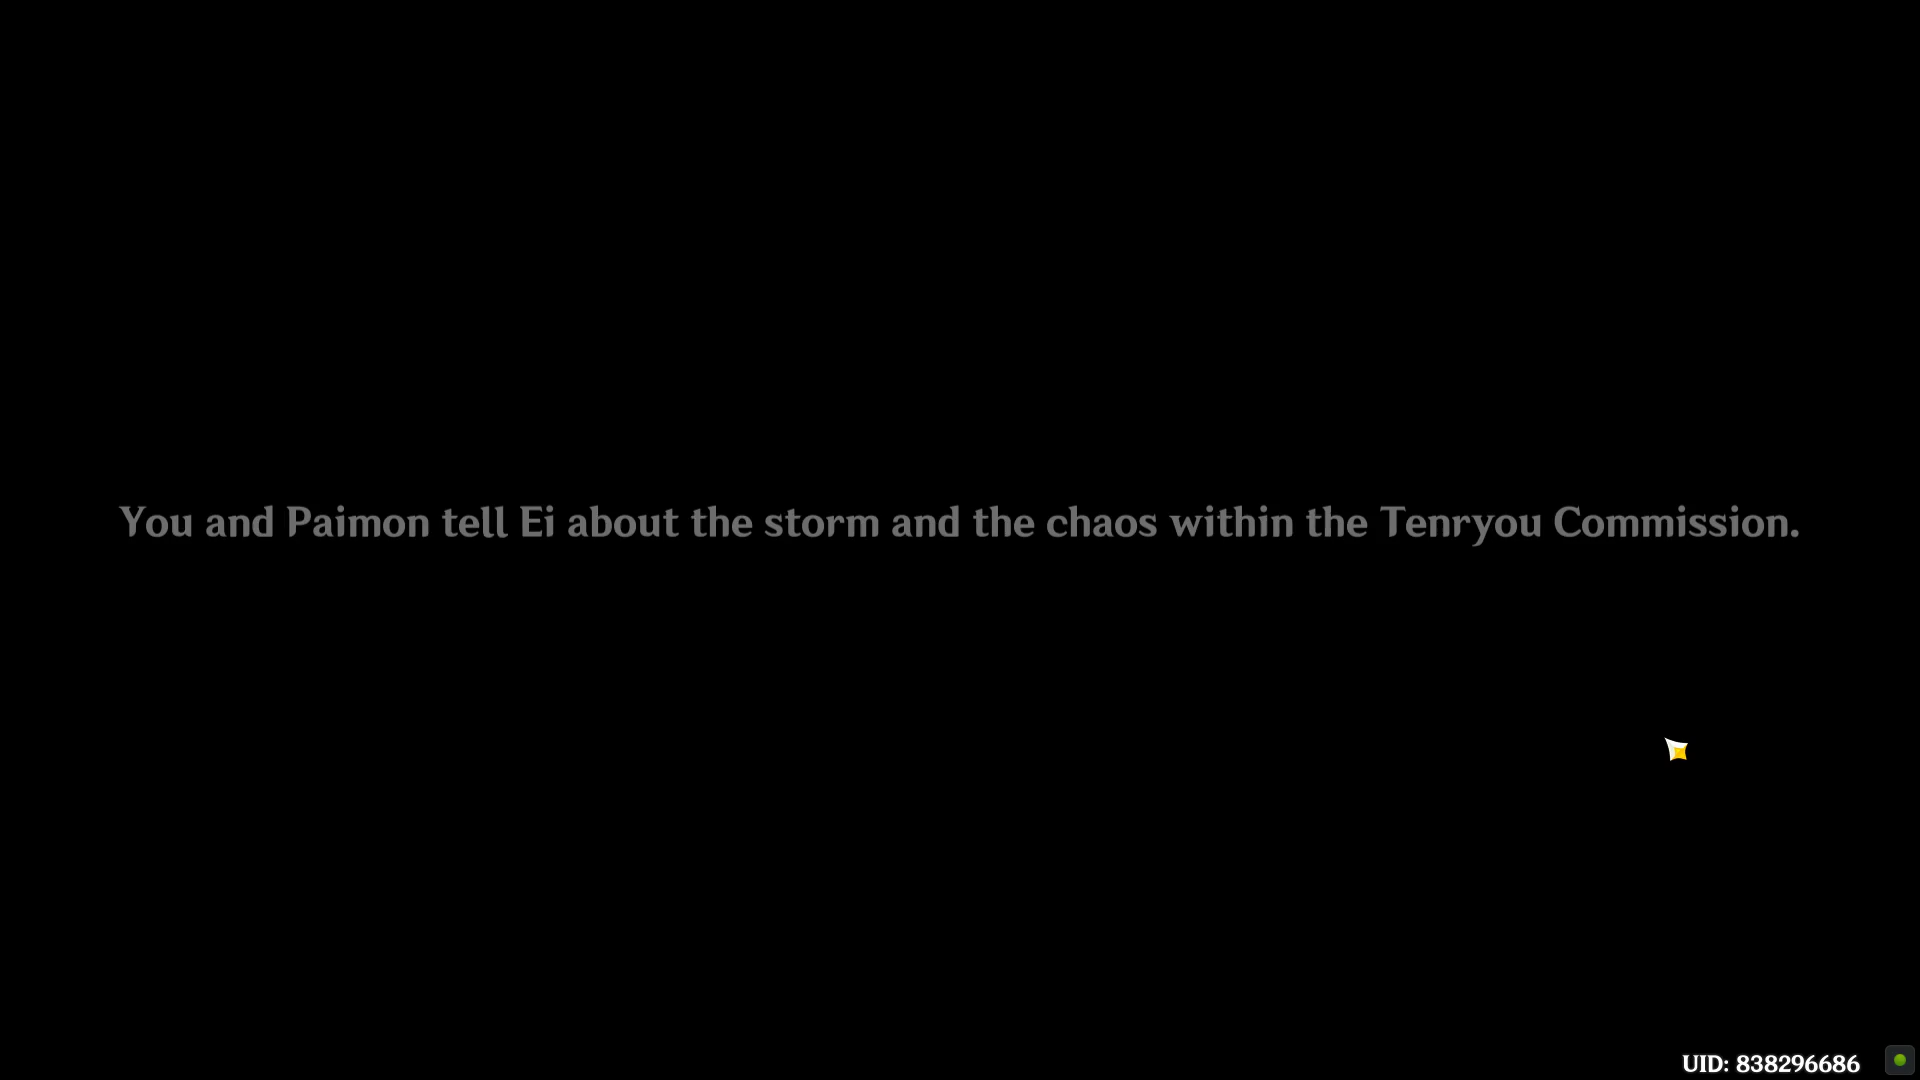 You and Paimon tell Ei about the storm and the chaos within the Tenryou Commission.
UID: 838296686